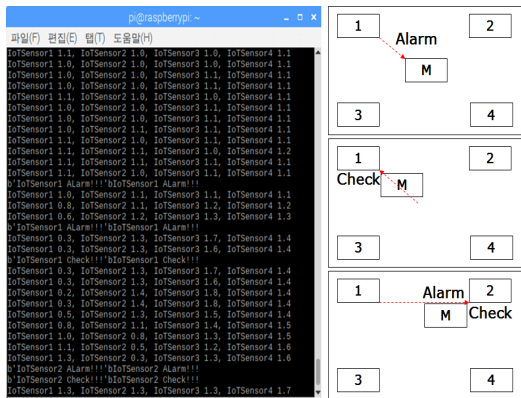 pi@raspberrypi: ~
파일(F) 편집(E) 탭(T) 도움말(H)
IoTSensor1 1.1, IoTSensor2 1.0, IoTSensor3 1.0, IoTSensor4 1.1
IoTSensor1 1.0, IoTSensor2 1.0, IoTSensor3 1.0, IoTSensor4 1.1
IoTSensor1 1.0, IoTSensor2 1.0, IoTSensor3 1.1, IoTSensor4 1.1
IoTSensor1 1.1, IoTSensor2 1.0, IoTSensor3 1.1, IoTSensor4 1.1
IoTSensor1 1.1, IoTSensor2 1.1, IoTSensor3 1.0, IoTSensor4 1.1
IoTSensor1 1.1, IoTSensor2 1.0, IoTSensor3 1.0, IoTSensor4 1.1
IoTSensor1 1.0, IoTSensor2 1.0, IoTSensor3 1.1, IoTSensor4 1.1
IoTSensor1 1.0, IoTSensor2 1.1, IoTSensor3 1.1, IoTSensor4 1.1
IoTSensor1 1.1, IoTSensor2 1.0, IoTSensor3 1.1, IoTSensor4 1.1
IoTSensor1 1.1, IoTSensor2 1.1, IoTSensor3 1.0, IoTSensor4 1.2
IoTSensor1 1.1, IoTSensor2 1.1, IoTSensor3 1.1, IoTSensor4 1.1
IoTSensor1 1.1, IoTSensor2 1.0, IoTSensor3 1.1, IoTSensor4 1.1
b'IoTSensor1 ALarm!!!'bIoTSensor1 ALarm!!!
IoTSensor1 1.0, IoTSensor2 1.1, IoTSensor3 1.1, IoTSensor4 1.1
IoTSensor1 0.8, IoTSensor2 1.1, IoTSensor3 1.2, IoTSensor4 1.2
IoTSensor1 0.6, IoTSensor2 1.2, IoTSensor3 1.3, IoTSensor4 1.3
b'IoTSensor1 ALarm!!!'bIoTSensor1 ALarm!!!
IoTSensor1 0.3, IoTSensor2 1.3, IoTSensor3 1.7, IoTSensor4 1.4
IoTSensor1 0.3, IoTSensor2 1.3, IoTSensor3 1.6, IoTSensor4 1.4
b'IoTSensor1 Check!!!'bIoTSensor1 Check!!!
IoTSensor1 0.3, IoTSensor2 1.3, IoTSensor3 1.7, IoTSensor4 1.4
IoTSensor1 0.3, IoTSensor2 1.3, IoTSensor3 1.6, IoTSensor4 1.4
IoTSensor1 0.2, IoTSensor2 1.4, IoTSensor3 1.8, IoTSensor4 1.4
IoTSensor1 0.3, IoTSensor2 1.4, IoTSensor3 1.8, IoTSensor4 1.4
IoTSensor1 0.5, IoTSensor2 1.3, IoTSensor3 1.5, IoTSensor4 1.4
IoTSensor1 0.8, IoTSensor2 1.1, IoTSensor3 1.4, IoTSensor4 1.5
IoTSensor1 1.0, IoTSensor2 0.8, IoTSensor3 1.3, IoTSensor4 1.5
IoTSensor1 1.1, IoTSensor2 0.5, IoTSensor3 1.2, IoTSensor4 1.6
IoTSensor1 1.3, IoTSensor2 0.3, IoTSensor3 1.3, IoTSensor4 1.6
b'IoTSensor2 ALarm!!!'bIoTSensor2 ALarm!!!
b'IoTSensor2 Check!!!'bIoTSensor2 Check!!!
IoTSensor1 1.3, IoTSensor2 1.3, IoTSensor3 1.3, IoTSensor4 1.7
1 2
Alarm
M
3 4
1 2
Check M
3 4
1 Alarm 2
M Check
3 4